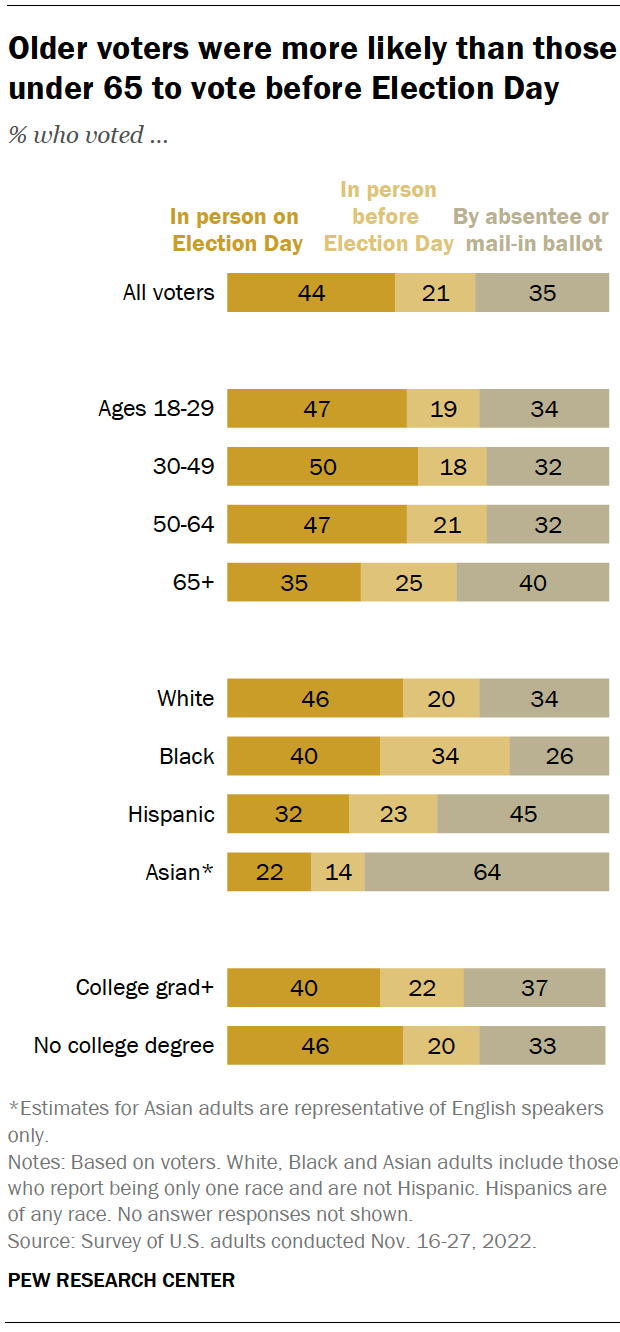 Older voters were more likely than those
under 65 to vote before Election Day
% who voted ...
In person on
Election Day
In person
before
Election Day
By absentee or
mail-in ballot
All voters 44 21 35
Ages 18-29 47 19 34
30-49 50 18 32
50-64 47 21 32
65+ 35 25 40
White 46 20 34
Black 40 34 26
Hispanic 32 23 45
Asian* 22 14 64
College grad+ 40 22 37
No college degree 46 20 33
*Estimates for Asian adults are representative of English speakers
only.
Notes: Based on voters. White, Black and Asian adults include those
who report being only one race and are not Hispanic. Hispanics are
of any race. No answer responses not shown.
Source: Survey of U.S. adults conducted Nov. 16-27, 2022.
PEW RESEARCH CENTER